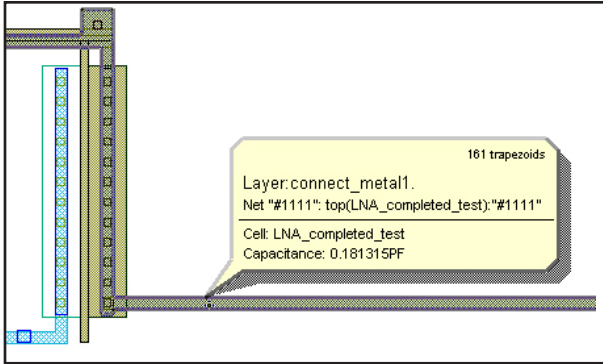 161 trapezoids
Layer:connect_metal1.
Net "#1111": top(LNA_completed_test):"#1111"
Cell: LNA_completed_test
Capacitance: 0.181315PF